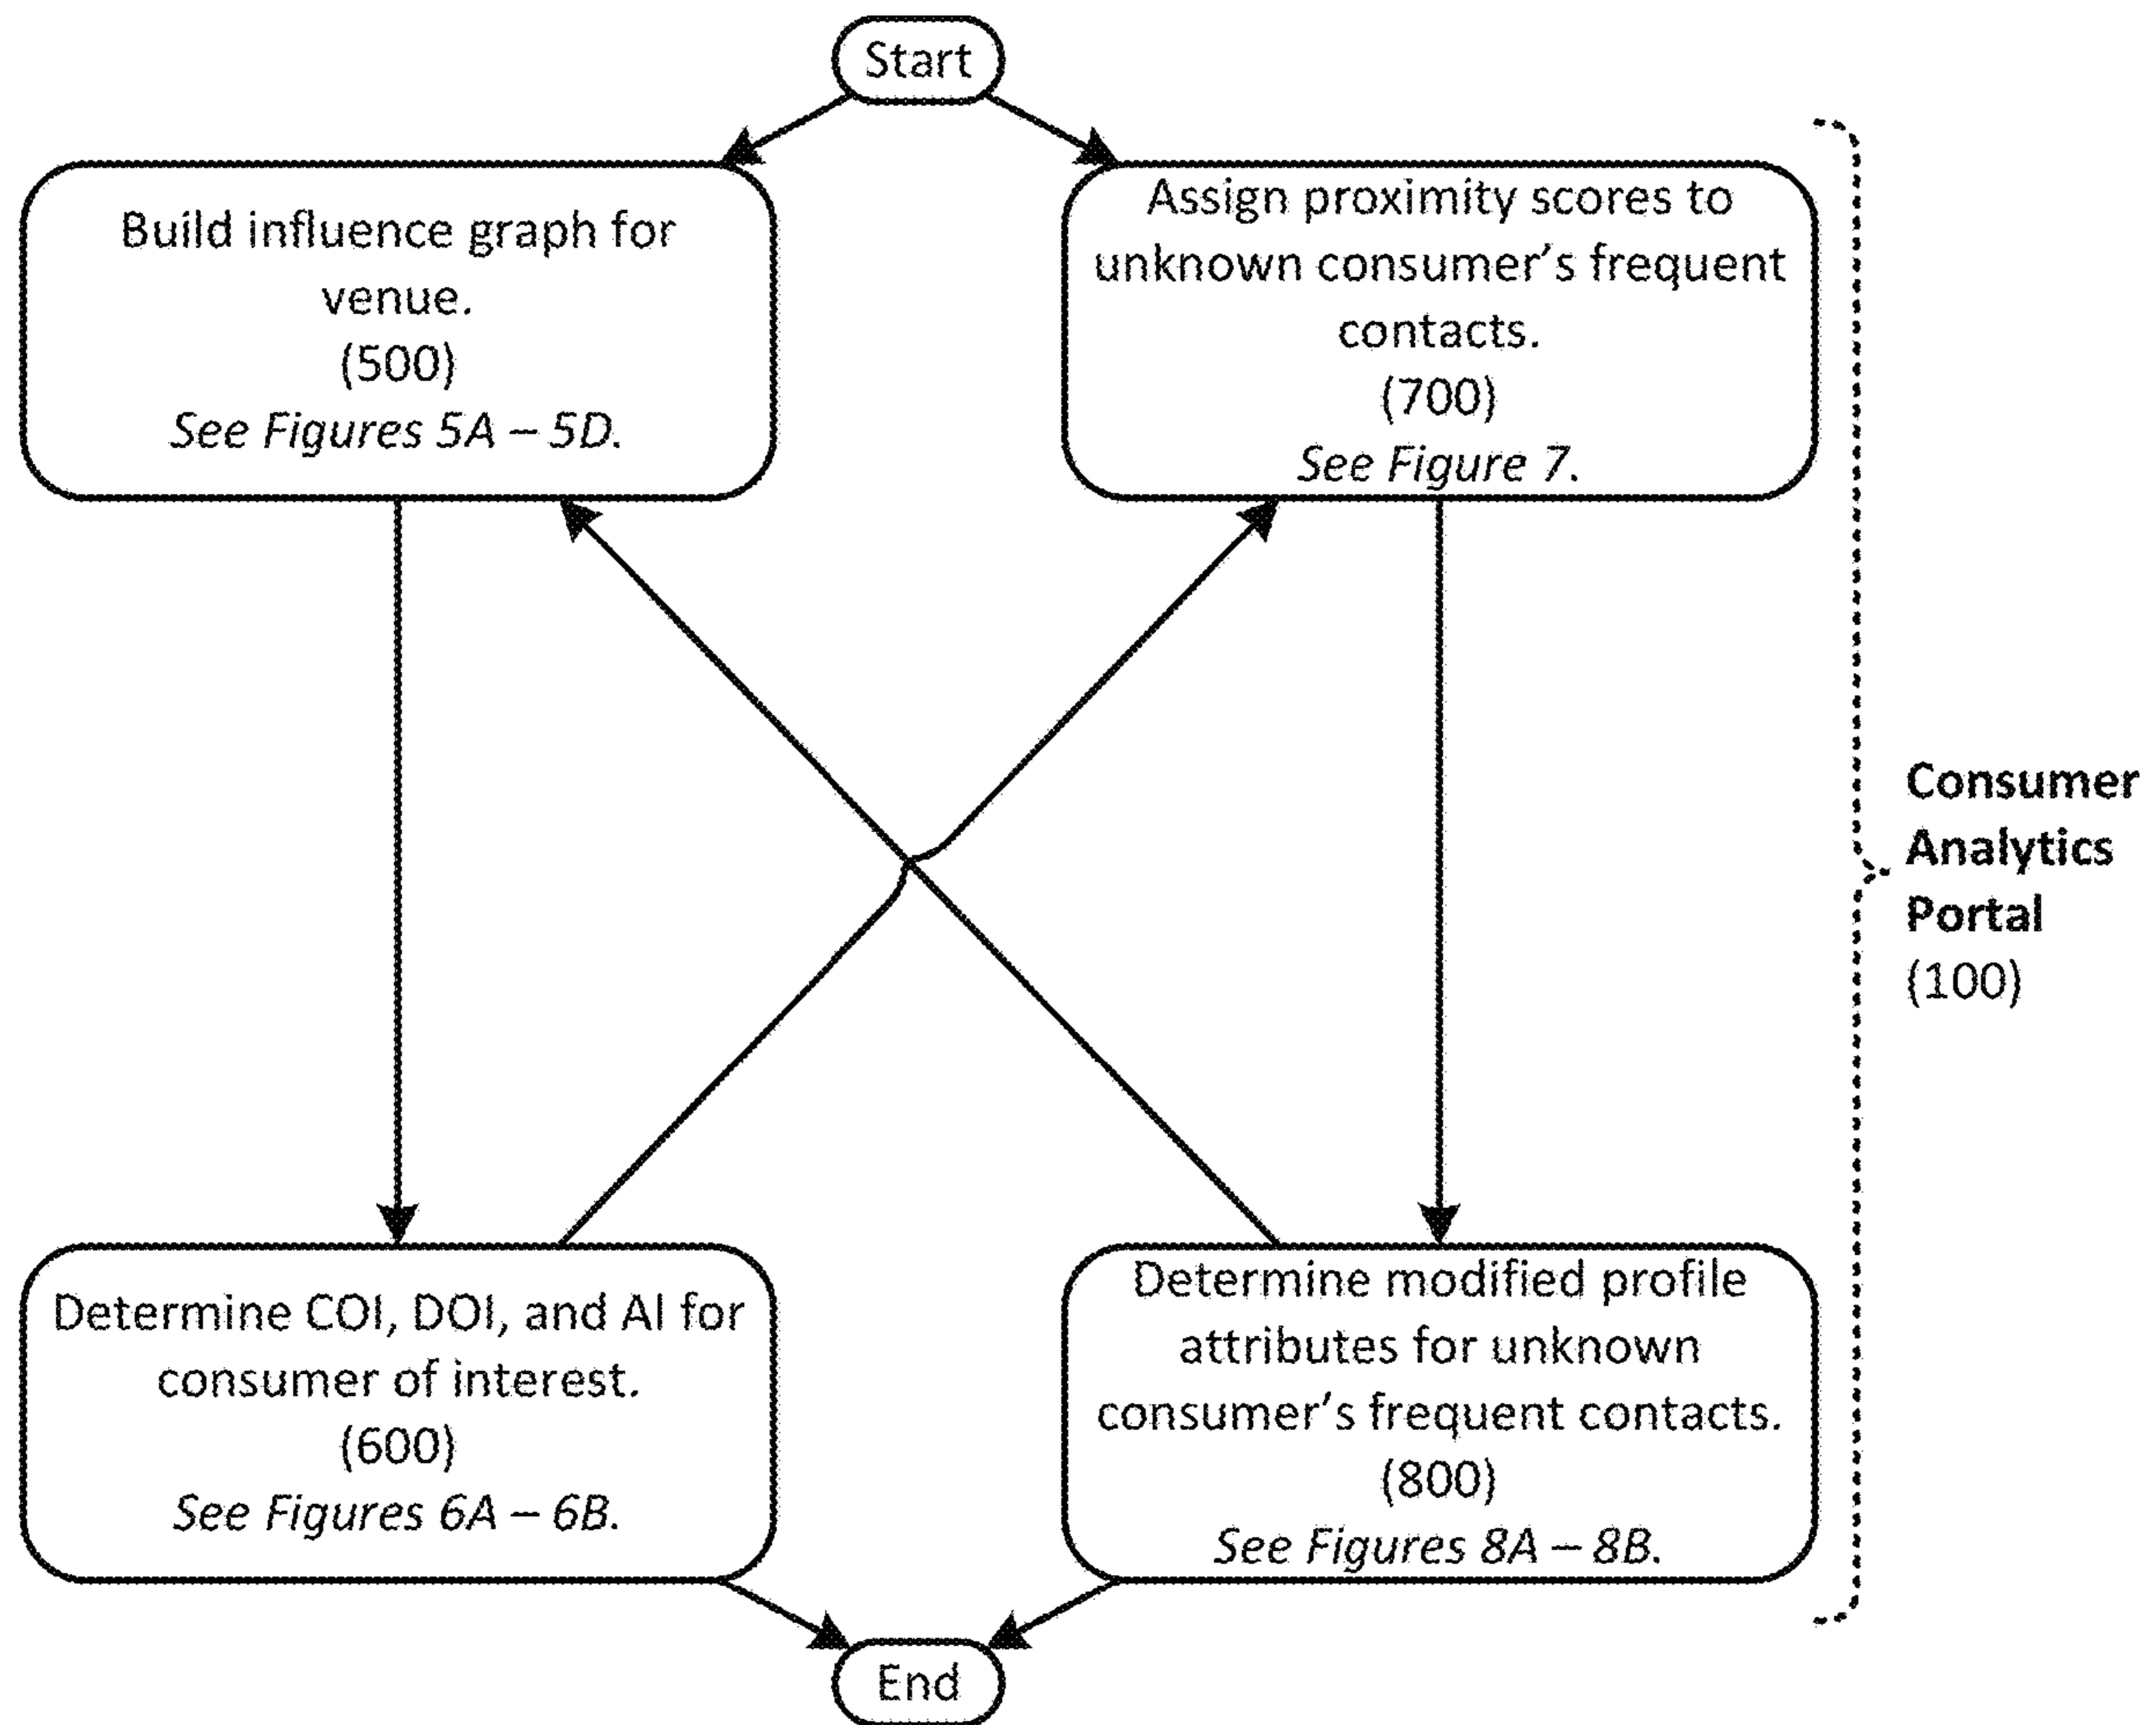 Start
Build influence graph for
venue.
(500)
See Figures 5A – 5D.
Assign proximity scores to
unknown consumer’s frequent
contacts.
(700)
See Figure 7.
Consumer
Analytics
Portal
(100)
Determine COI, DOI, and AI for
consumer of interest.
(600)
See Figures 6A – 6B.
Determine modified profile
attributes for unknown
consumer’s frequent contacts.
(800)
See Figures 8A – 8B.
End